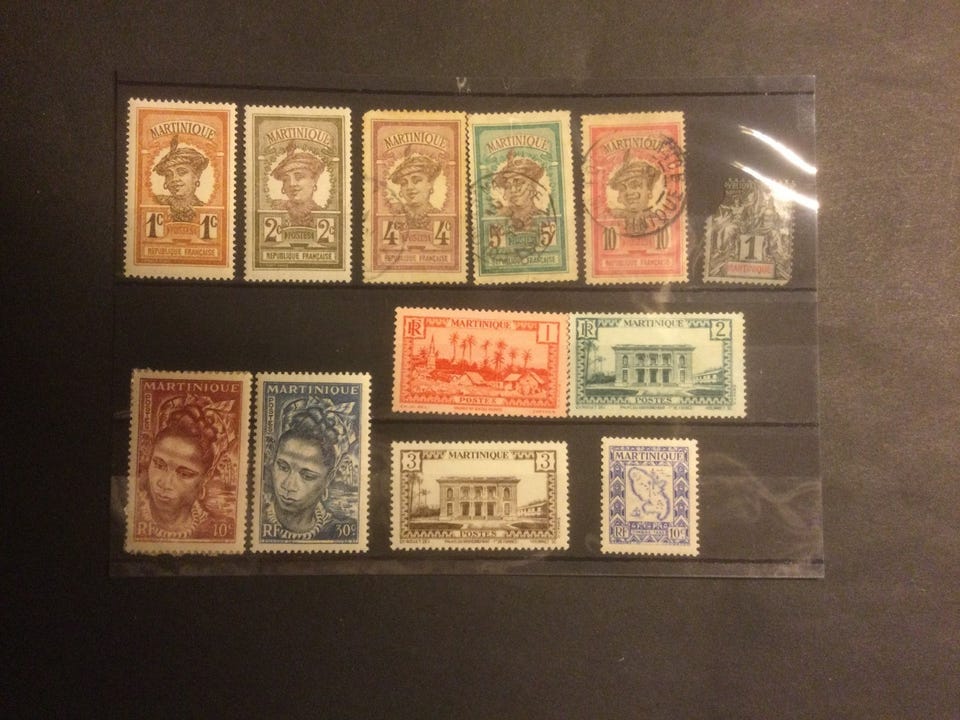 MARTINIQUE
1c 1c
POSTES
REPUBLIQUE FRANÇAISE
MARTINIQUE
2c 2c
POSTES
REPUBLIQUE FRANÇAISE
MARTINIQUE
4c 4c
POSTES
REPUBLIQUE FRANÇAISE
MARTINIQUE
5c 5c
REPUBLIQUE FRANÇAISE
MARTINIQUE
10 10
REPUBLIQUE FRANÇAISE
1
MARTINIQUE
RF MARTINIQUE 1
POSTES
RF MARTINIQUE 2
POSTES
MARTINIQUE
POSTES
RF 10c
MARTINIQUE
POSTES
RF 30c
3 MARTINIQUE 3
POSTES
MARTINIQUE
RF 10c